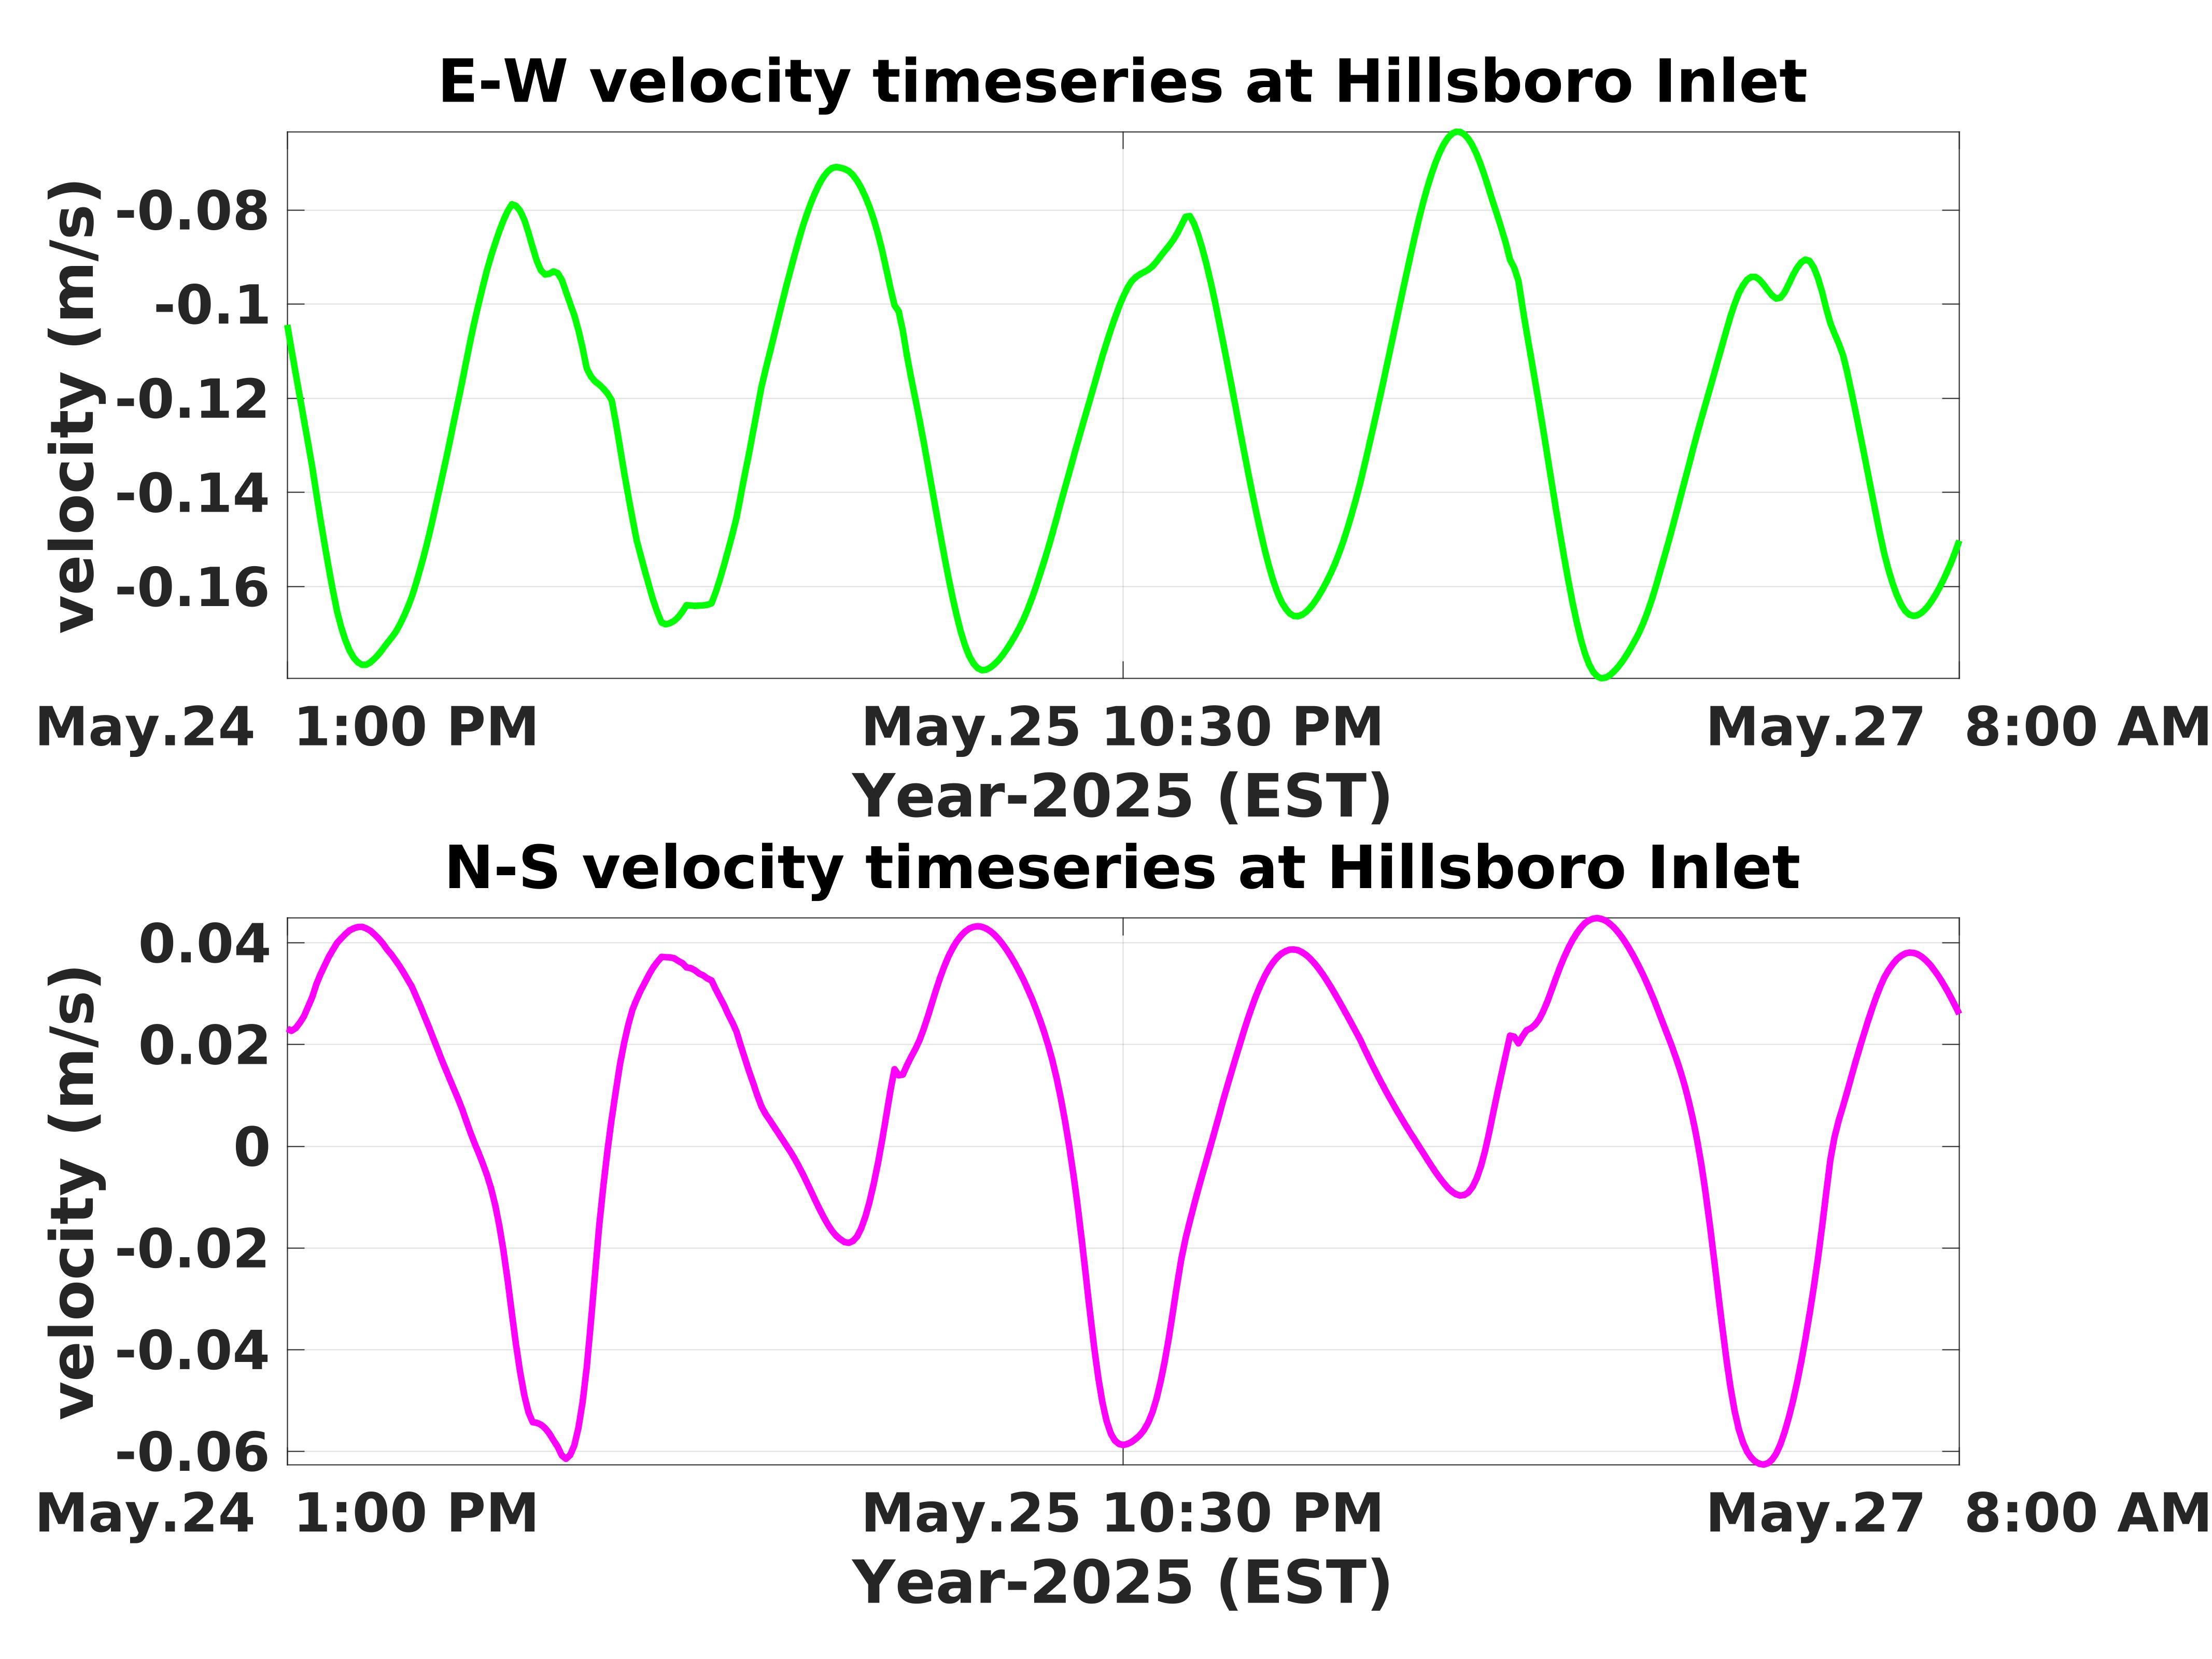 E-W velocity timeseries at Hillsboro Inlet
velocity (m/s)
-0.08
-0.1
-0.12
-0.14
-0.16
May.24 1:00 PM May.25 10:30 PM May.27 8:00 AM
Year-2025 (EST)
N-S velocity timeseries at Hillsboro Inlet
velocity (m/s)
0.04
0.02
0
-0.02
-0.04
-0.06
May.24 1:00 PM May.25 10:30 PM May.27 8:00 AM
Year-2025 (EST)